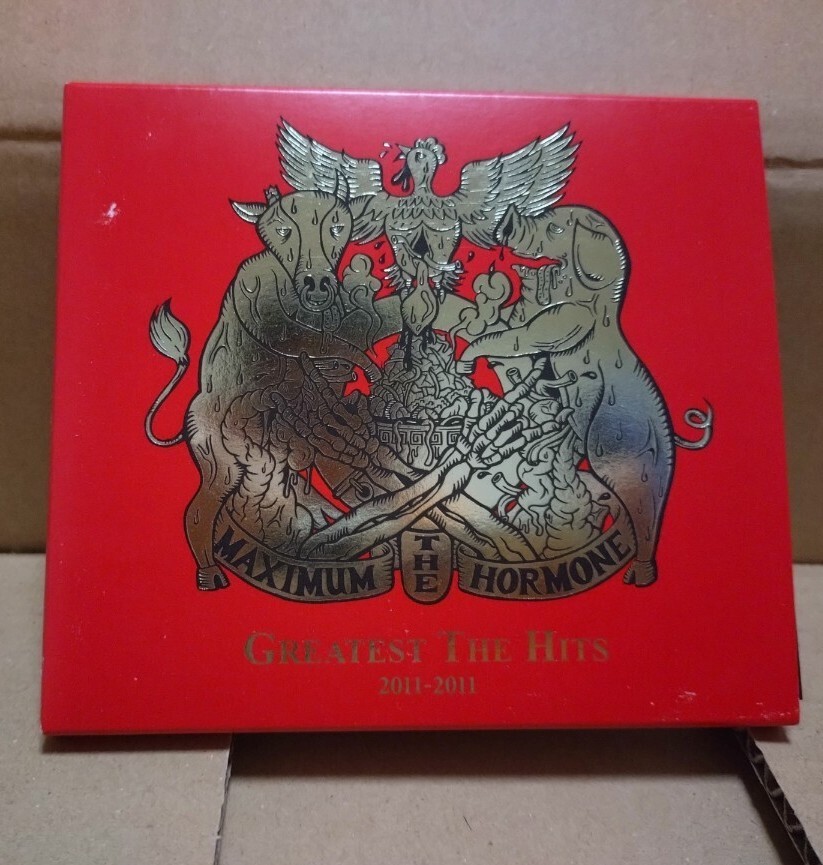 MAXIMUM THE HORMONE
GREATEST THE HITS
2011-2011